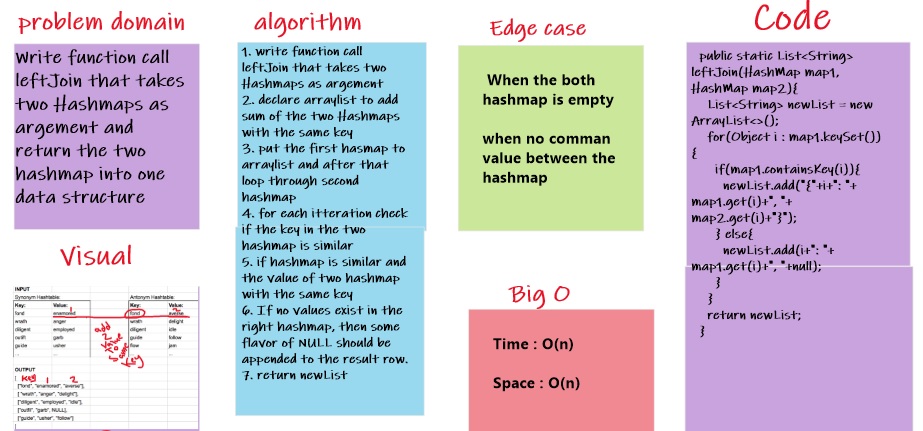 problem domain
Write function call
leftJoin that takes
two Hashmaps as
argement and
return the two
hashmap into one
data structure
algorithm
1. write function call
leftJoin that takes two
Hashmaps as argement
2. declare arraylist to add
sum of the two Hashmaps
with the same key
3. put the first hasmap to
arraylist and after that
loop through second
hashmap
4. for each itteration check
if the key in the two
hashmap is similar
5. if hashmap is similar and
the value of two hashmap
with the same key
6. If no values exist in the
right hashmap, then some
flavor of NULL should be
appended to the result row.
7. return newList
Edge case
When the both
hashmap is empty
when no comman
value between the
hashmap
Code
public static List<String>
leftJoin(HashMap map1,
HashMap map2){
List<String> newList = new
ArrayList<>();
for(Object i : map1.keySet())
{
if(map1.containsKey(i)){
newList.add("{"+i+": "+
map1.get(i)+", "+
map2.get(i)+"}");
} else{
newList.add(i+": "+
map1.get(i)+", "+null);
}
}
return newList;
}
Visual
INPUT
Synonym Hashtable: Antonym Hashtable:
Key: Value: Key: Value:
fond enamored fond averse
wrath anger wrath delight
diligent employed diligent idle
outfit garb guide follow
guide usher flow jam
... ... ... ...
1
2
add
2
value
same
key
OUTPUT
key 1 2
[
["fond", "enamored", "averse"],
["wrath", "anger", "delight"],
["diligent", "employed", "idle"],
["outfit", "garb", NULL],
["guide", "usher", "follow"]
]
Big O
Time : O(n)
Space : O(n)